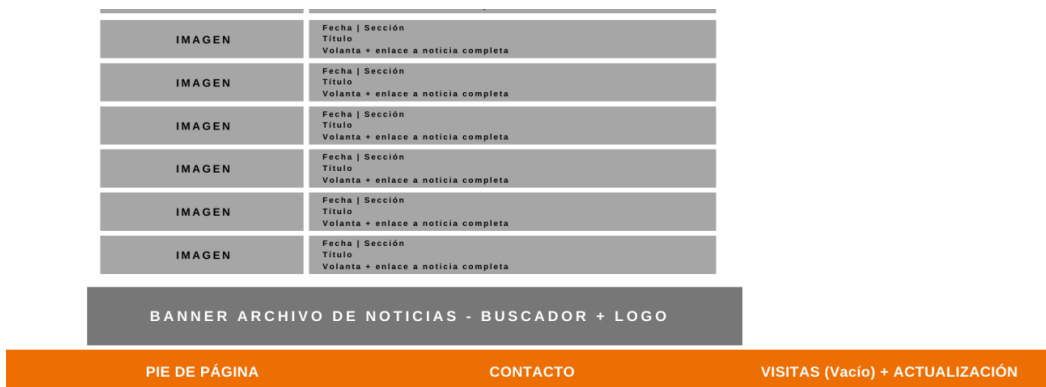 IMAGEN
Fecha | Sección
Título
Volanta + enlace a noticia completa
IMAGEN
Fecha | Sección
Título
Volanta + enlace a noticia completa
IMAGEN
Fecha | Sección
Título
Volanta + enlace a noticia completa
IMAGEN
Fecha | Sección
Título
Volanta + enlace a noticia completa
IMAGEN
Fecha | Sección
Título
Volanta + enlace a noticia completa
IMAGEN
Fecha | Sección
Título
Volanta + enlace a noticia completa
BANNER ARCHIVO DE NOTICIAS - BUSCADOR + LOGO
PIE DE PÁGINA
CONTACTO
VISITAS (Vacío) + ACTUALIZACIÓN